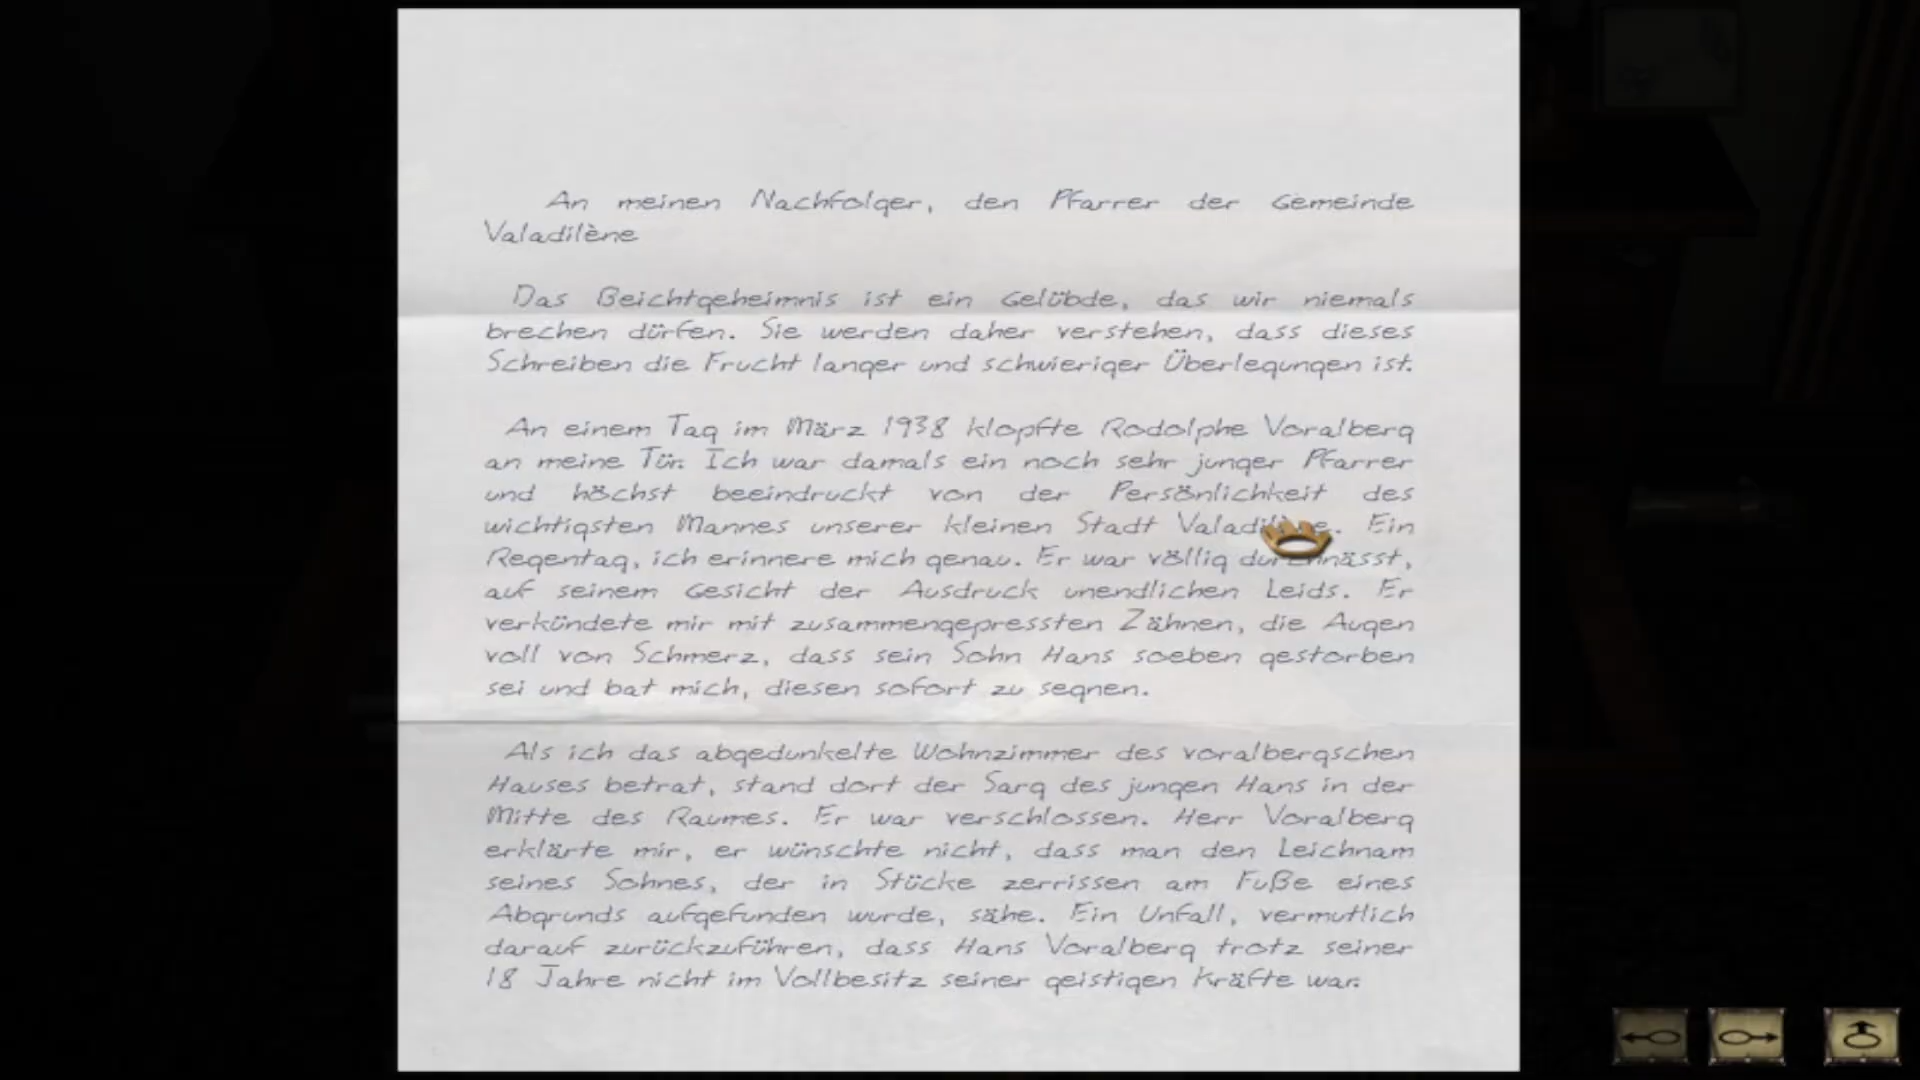 An meinen Nachfolger, den Pfarrer der Gemeinde
Valadilène
Das Beichtgeheimnis ist ein Gelübde, das wir niemals
brechen dürfen. Sie werden daher verstehen, dass dieses
Schreiben die Frucht langer und schwieriger Überlegungen ist.
An einem Tag im März 1938 klopfte Rodolphe Voralberg
an meine Tür. Ich war damals ein noch sehr junger Pfarrer
und höchst beeindruckt von der Persönlichkeit des
wichtigsten Mannes unserer kleinen Stadt Valadilène. Ein
Regentag, ich erinnere mich genau. Er war völlig durchnässt,
auf seinem Gesicht der Ausdruck unendlichen Leids. Er
verkündete mir mit zusammengepressten Zähnen, die Augen
voll von Schmerz, dass sein Sohn Hans soeben gestorben
sei und bat mich, diesen sofort zu segnen.
Als ich das abgedunkelte Wohnzimmer des voralbergschen
Hauses betrat, stand dort der Sarg des jungen Hans in der
Mitte des Raumes. Er war verschlossen. Herr Voralberg
erklärte mir, er wünschte nicht, dass man den Leichnam
seines Sohnes, der in Stücke zerrissen am Fuße eines
Abgrunds aufgefunden wurde, sähe. Ein Unfall, vermutlich
darauf zurückzuführen, dass Hans Voralberg trotz seiner
18 Jahre nicht im Vollbesitz seiner geistigen Kräfte war.